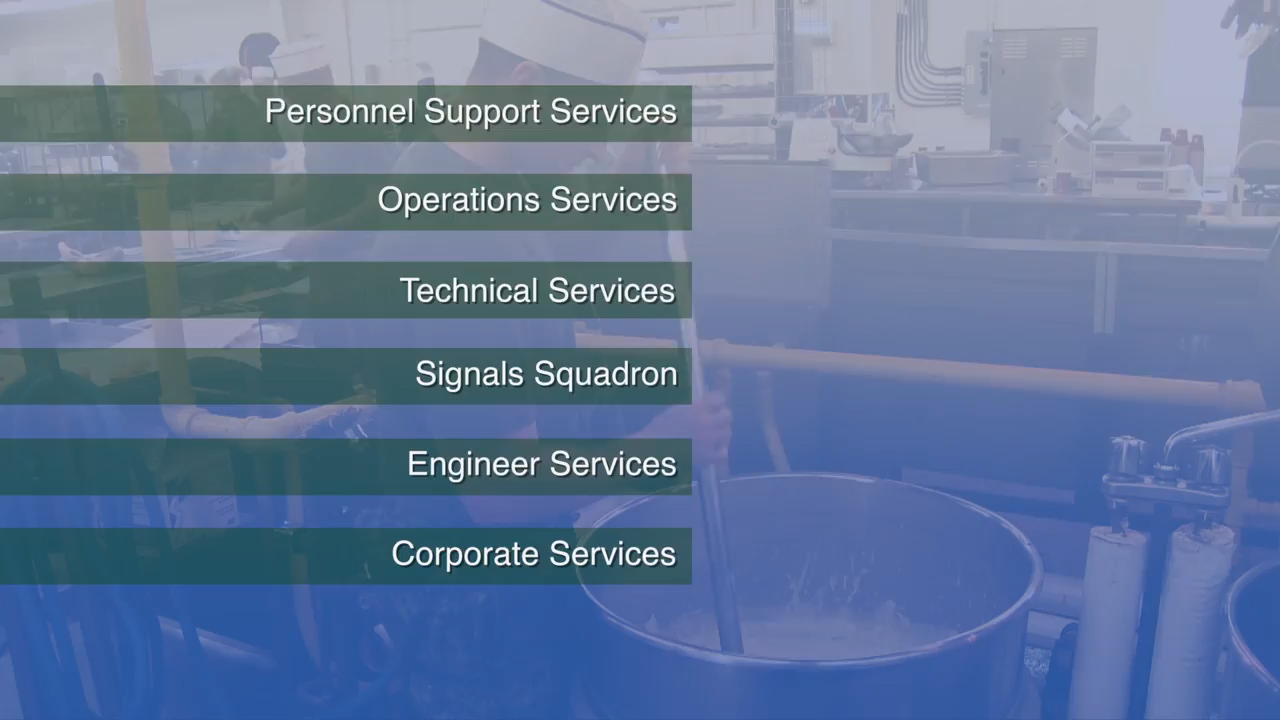 Personnel Support Services
Operations Services
Technical Services
Signals Squadron
Engineer Services
Corporate Services